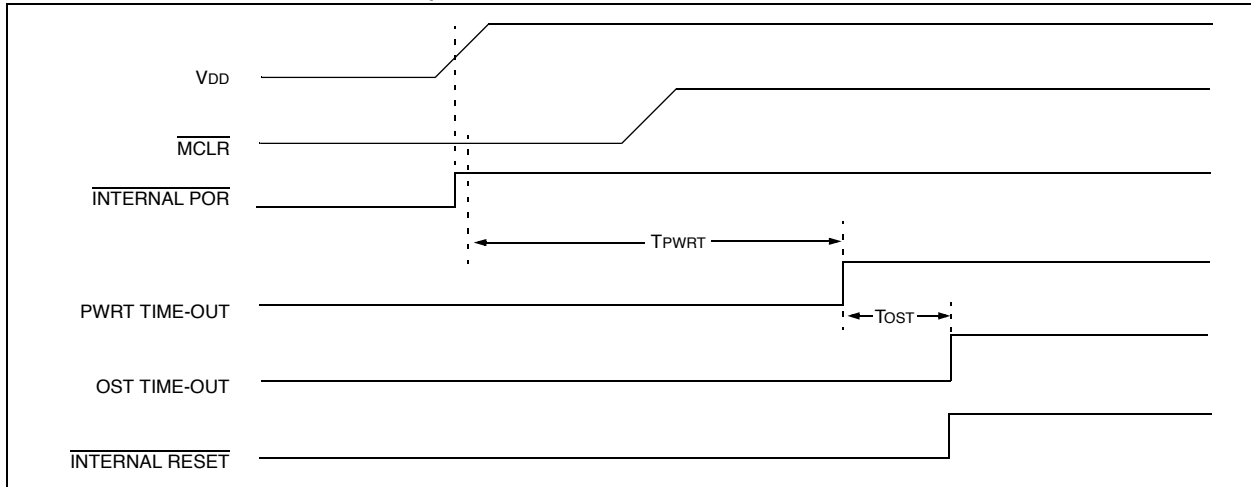 VDD
MCLR
INTERNAL POR
TPWRT
PWRT TIME-OUT
TOST
OST TIME-OUT
INTERNAL RESET